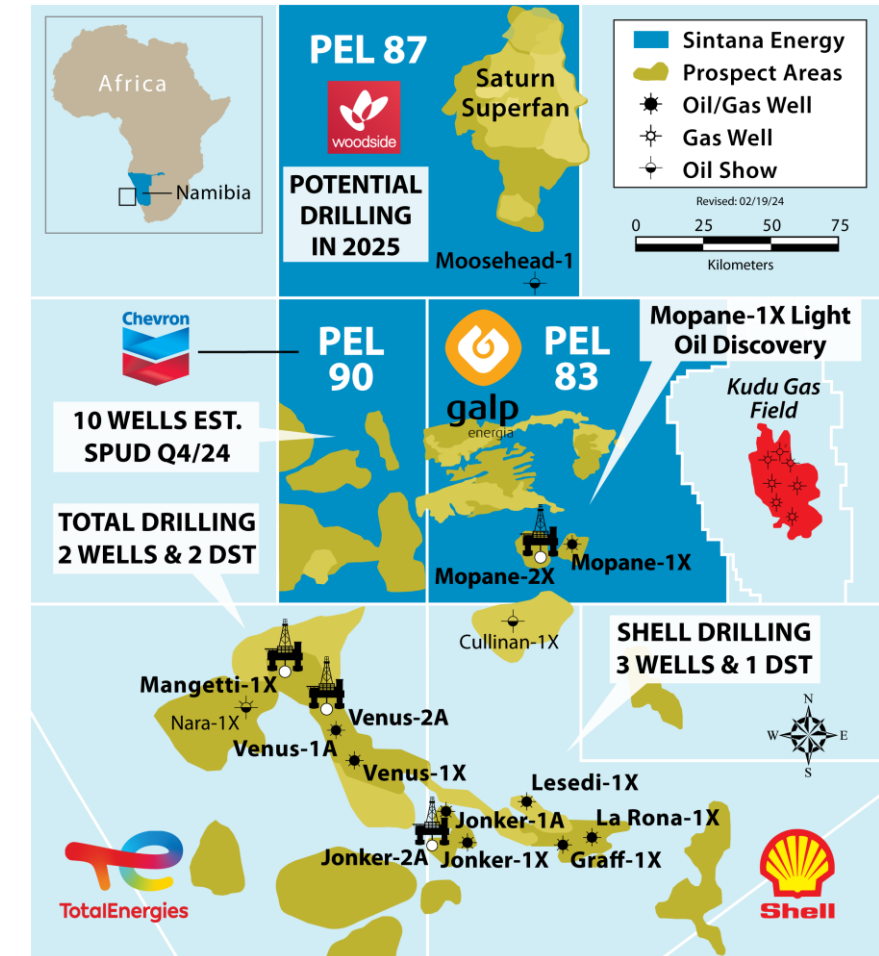 Africa
Namibia
PEL 87
woodside
POTENTIAL
DRILLING
IN 2025
Saturn
Superfan
Moosehead-1
Sintana Energy
Prospect Areas
Oil/Gas Well
Gas Well
Oil Show
Revised: 02/19/24
0 25 50 75
Kilometers
Chevron
PEL
90
galp
energia
PEL
83
Mopane-1X Light
Oil Discovery
Kudu Gas
Field
10 WELLS EST.
SPUD Q4/24
TOTAL DRILLING
2 WELLS & 2 DST
Mopane-2X
Mopane-1X
Cullinan-1X
SHELL DRILLING
3 WELLS & 1 DST
Mangetti-1X
Nara-1X
Venus-2A
Venus-1A
Venus-1X
N
W E
S
Lesedi-1X
Jonker-1A
La Rona-1X
Jonker-2A
Jonker-1X
Graff-1X
TotalEnergies
Shell